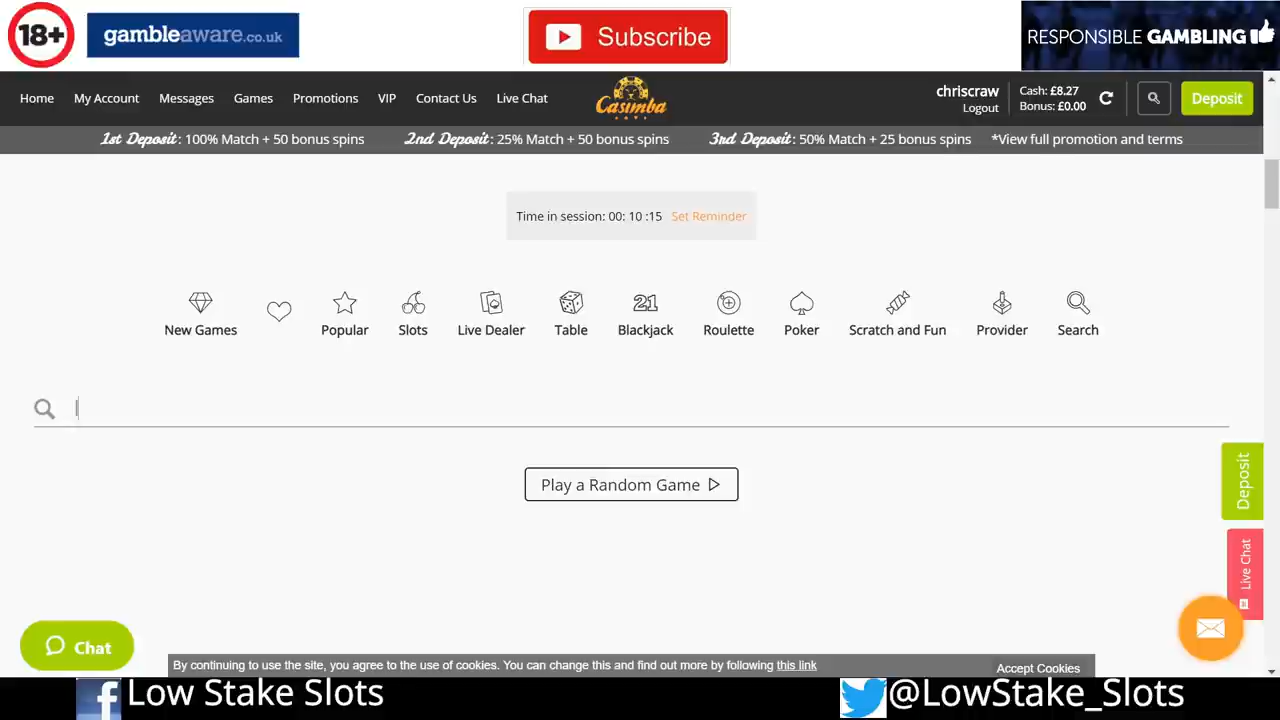 18+
gambleaware.co.uk
Subscribe
RESPONSIBLE GAMBLING
Home My Account Messages Games Promotions VIP Contact Us Live Chat
Casimba
chriscraw
Logout
Cash: £8.27
Bonus: £0.00
Deposit
1st Deposit: 100% Match + 50 bonus spins 2nd Deposit: 25% Match + 50 bonus spins 3rd Deposit: 50% Match + 25 bonus spins *View full promotion and terms
Time in session: 00: 10 :15 Set Reminder
21
New Games Popular Slots Live Dealer Table Blackjack Roulette Poker Scratch and Fun Provider Search
Play a Random Game
Deposit
Live Chat
Chat
By continuing to use the site, you agree to the use of cookies. You can change this and find out more by following this link
Accept Cookies
f Low Stake Slots
@LowStake_Slots